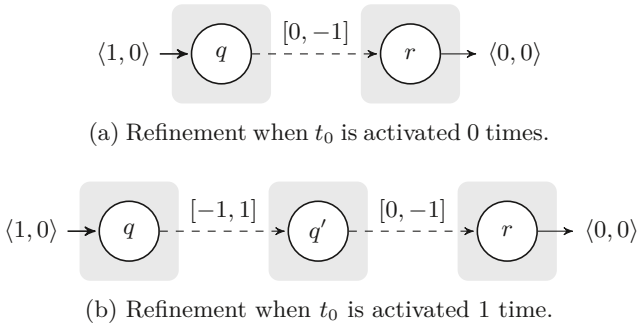 [0, −1]
⟨1, 0⟩ q r ⟨0, 0⟩
(a) Refinement when t₀ is activated 0 times.
[−1, 1] [0, −1]
⟨1, 0⟩ q q′ r ⟨0, 0⟩
(b) Refinement when t₀ is activated 1 time.